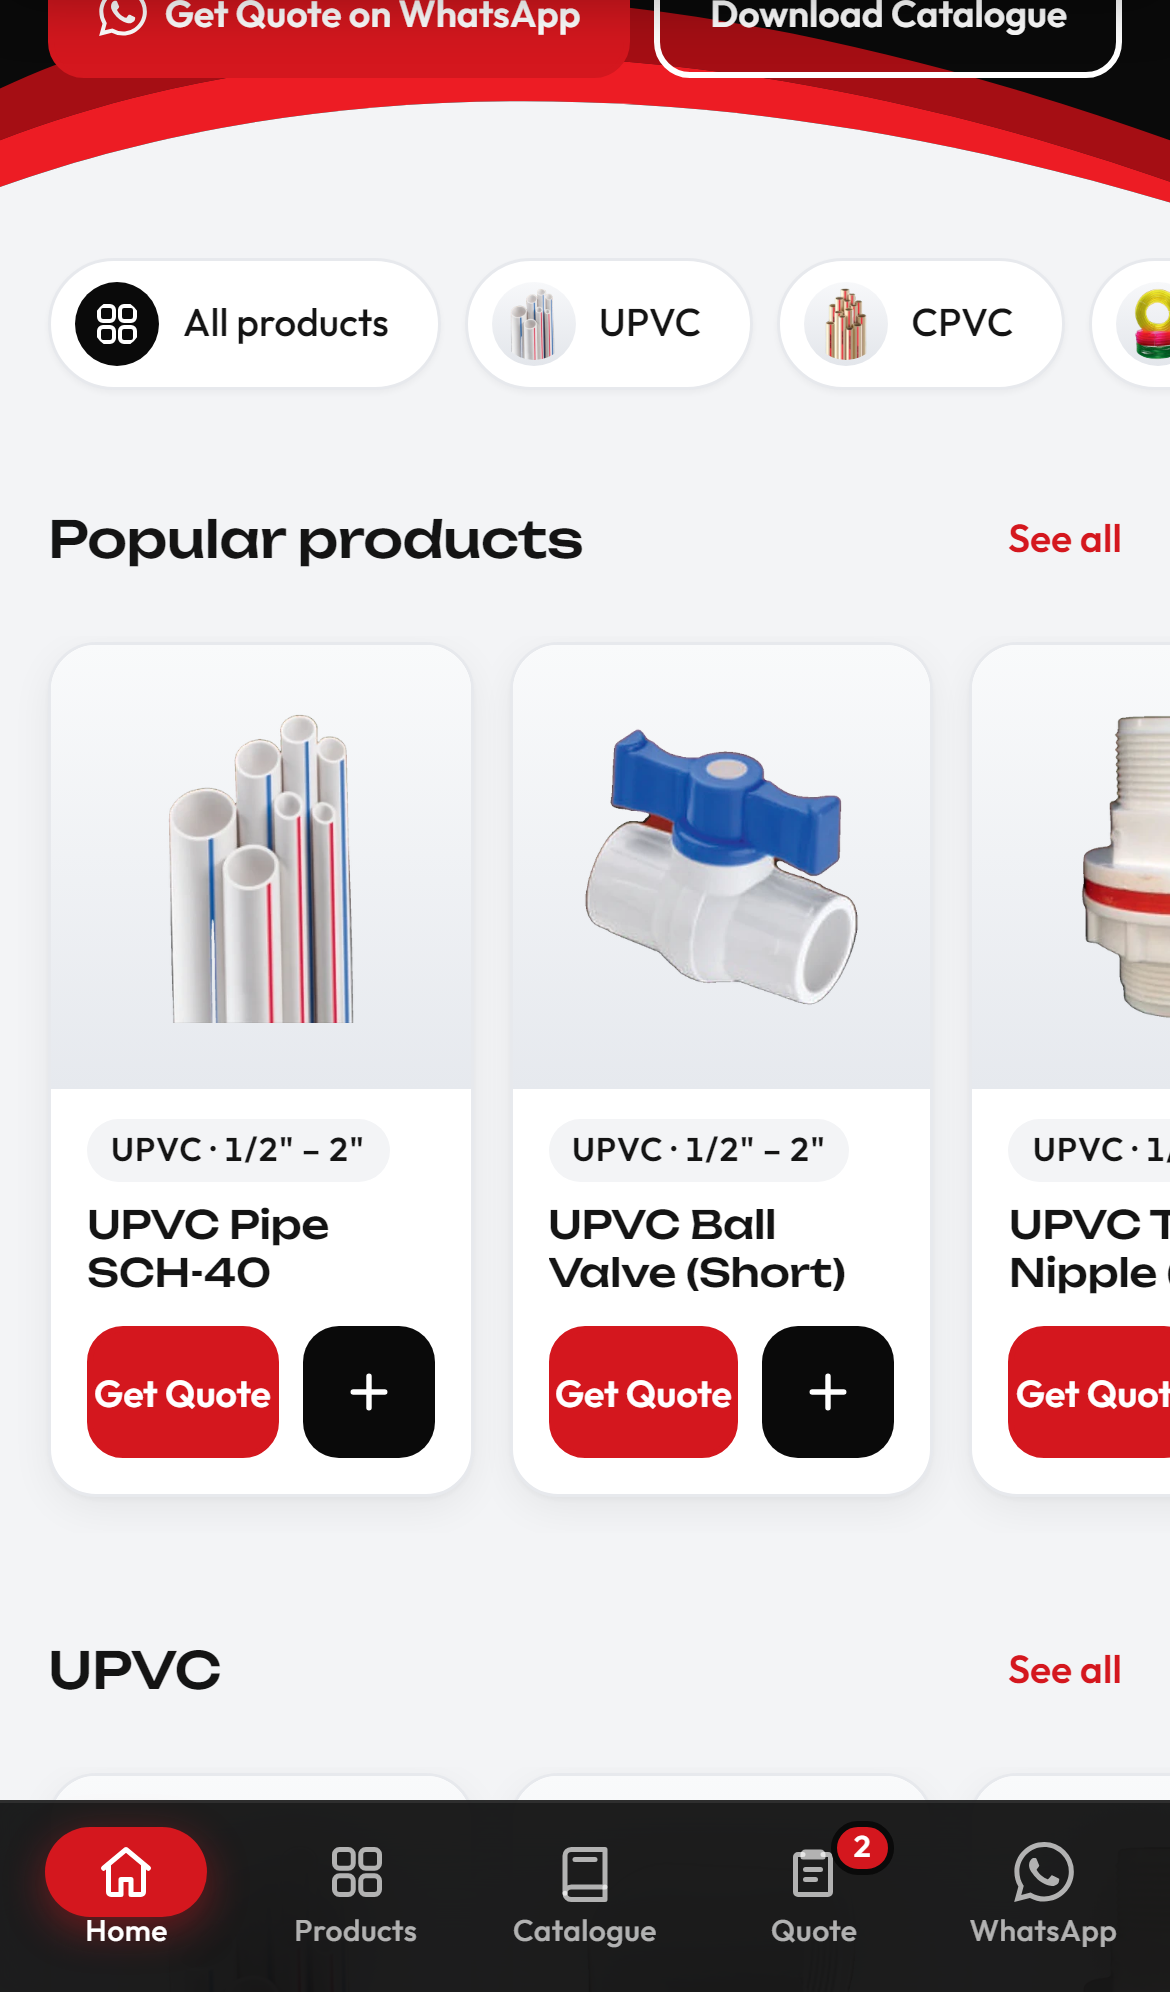 Get Quote on WhatsApp
Download Catalogue
All products
UPVC
CPVC
Popular products
See all
UPVC · 1/2" – 2"
UPVC Pipe
SCH-40
Get Quote
UPVC · 1/2" – 2"
UPVC Ball
Valve (Short)
Get Quote
UPVC
UPVC
Nipple
Get
UPVC
See all
Home
Products
Catalogue
2
Quote
WhatsApp